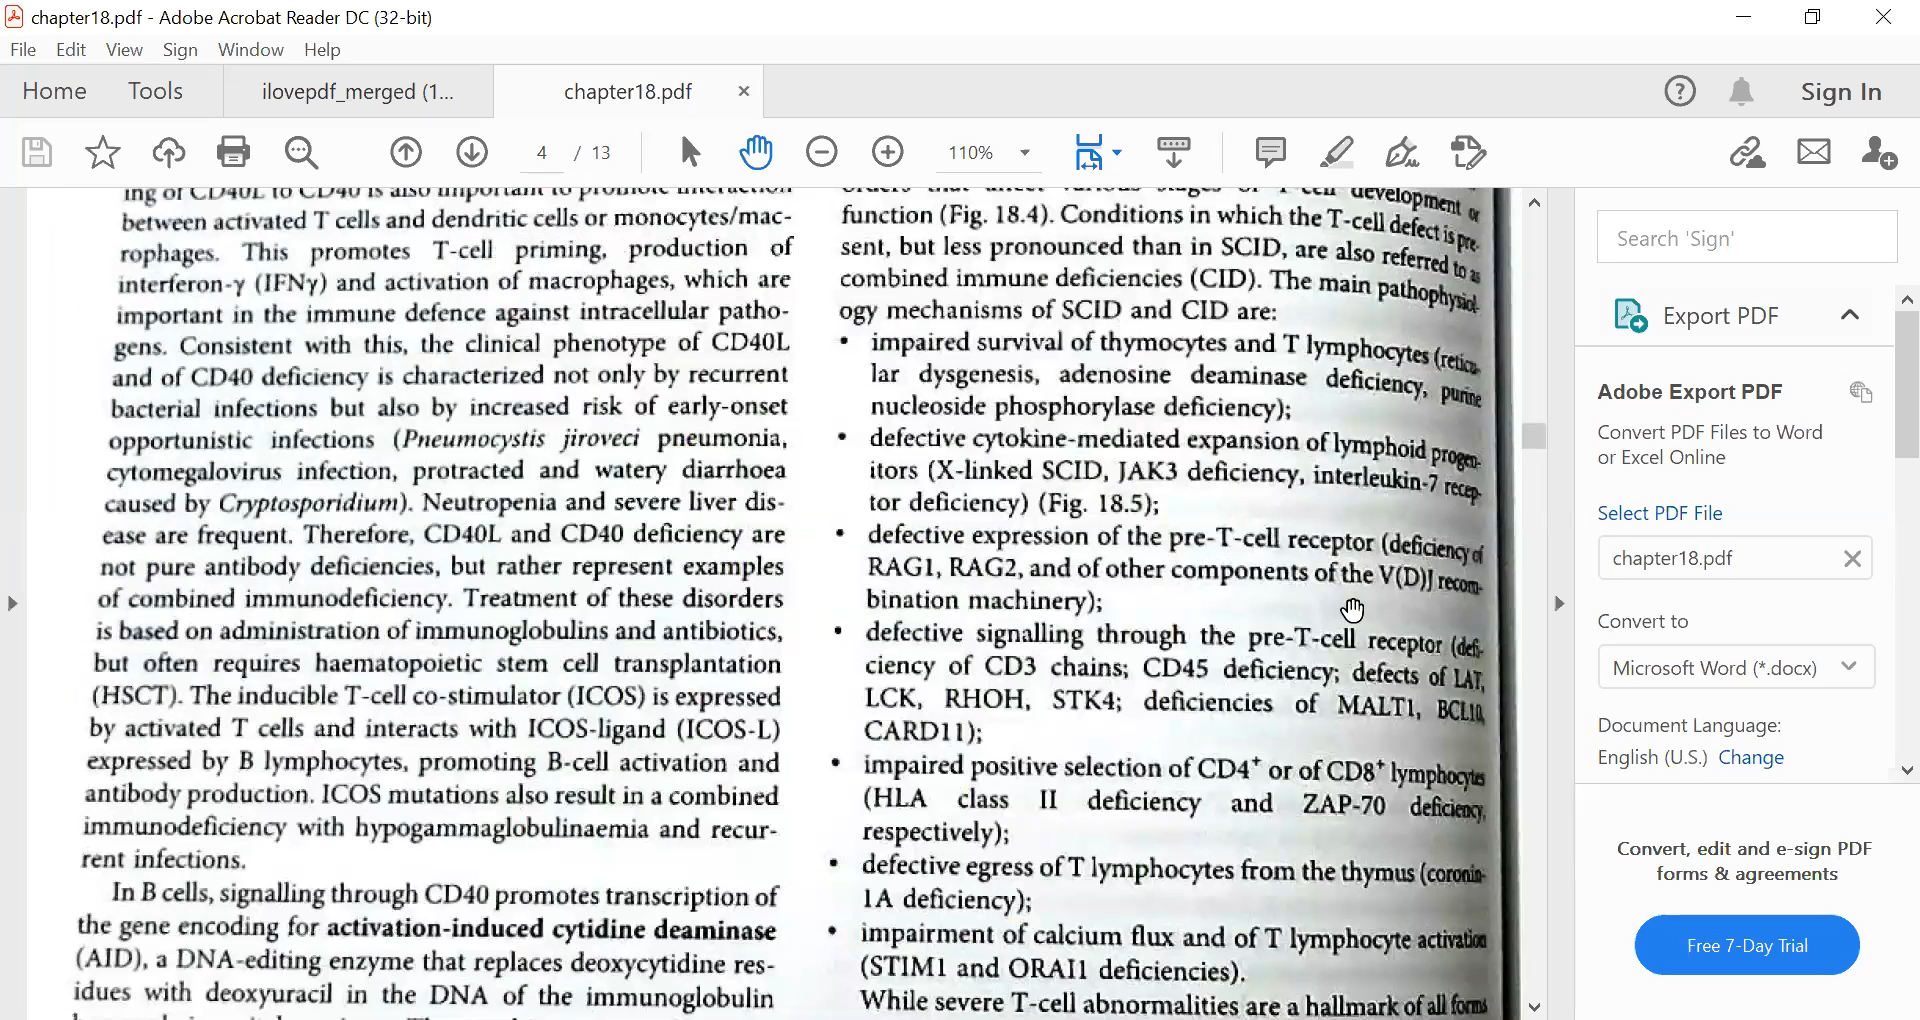 chapter18.pdf - Adobe Acrobat Reader DC (32-bit)
File Edit View Sign Window Help
Home Tools ilovepdf_merged (1... chapter18.pdf × Sign In
4 / 13 110%
ing of CD40L to CD40 is also important to promote interaction
between activated T cells and dendritic cells or monocytes/mac-
rophages. This promotes T-cell priming, production of
interferon-γ (IFNγ) and activation of macrophages, which are
important in the immune defence against intracellular patho-
gens. Consistent with this, the clinical phenotype of CD40L
and of CD40 deficiency is characterized not only by recurrent
bacterial infections but also by increased risk of early-onset
opportunistic infections (Pneumocystis jiroveci pneumonia,
cytomegalovirus infection, protracted and watery diarrhoea
caused by Cryptosporidium). Neutropenia and severe liver dis-
ease are frequent. Therefore, CD40L and CD40 deficiency are
not pure antibody deficiencies, but rather represent examples
of combined immunodeficiency. Treatment of these disorders
is based on administration of immunoglobulins and antibiotics,
but often requires haematopoietic stem cell transplantation
(HSCT). The inducible T-cell co-stimulator (ICOS) is expressed
by activated T cells and interacts with ICOS-ligand (ICOS-L)
expressed by B lymphocytes, promoting B-cell activation and
antibody production. ICOS mutations also result in a combined
immunodeficiency with hypogammaglobulinaemia and recur-
rent infections.
In B cells, signalling through CD40 promotes transcription of
the gene encoding for activation-induced cytidine deaminase
(AID), a DNA-editing enzyme that replaces deoxycytidine res-
idues with deoxyuracil in the DNA of the immunoglobulin
stages of T-cell development or
function (Fig. 18.4). Conditions in which the T-cell defect is pre-
sent, but less pronounced than in SCID, are also referred to as
combined immune deficiencies (CID). The main pathophysiol-
ogy mechanisms of SCID and CID are:
• impaired survival of thymocytes and T lymphocytes (reticu-
lar dysgenesis, adenosine deaminase deficiency, purine
nucleoside phosphorylase deficiency);
• defective cytokine-mediated expansion of lymphoid progen-
itors (X-linked SCID, JAK3 deficiency, interleukin-7 recep-
tor deficiency) (Fig. 18.5);
• defective expression of the pre-T-cell receptor (deficiency of
RAG1, RAG2, and of other components of the V(D)J recom-
bination machinery);
• defective signalling through the pre-T-cell receptor (defi-
ciency of CD3 chains; CD45 deficiency; defects of LAT,
LCK, RHOH, STK4; deficiencies of MALT1, BCL10,
CARD11);
• impaired positive selection of CD4⁺ or of CD8⁺ lymphocytes
(HLA class II deficiency and ZAP-70 deficiency,
respectively);
• defective egress of T lymphocytes from the thymus (coronin-
1A deficiency);
• impairment of calcium flux and of T lymphocyte activation
(STIM1 and ORAI1 deficiencies).
While severe T-cell abnormalities are a hallmark of all forms
Search 'Sign'
Export PDF
Adobe Export PDF
Convert PDF Files to Word
or Excel Online
Select PDF File
chapter18.pdf
Convert to
Microsoft Word (*.docx)
Document Language:
English (U.S.) Change
Convert, edit and e-sign PDF
forms & agreements
Free 7-Day Trial